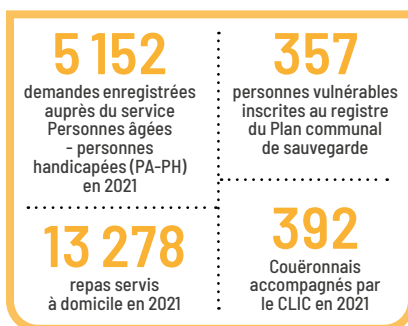 5 152
demandes enregistrées
auprès du service
Personnes âgées
- personnes
handicapées (PA-PH)
en 2021
357
personnes vulnérables
inscrites au registre
du Plan communal
de sauvegarde
13 278
repas servis
à domicile en 2021
392
Couëronnais
accompagnés par
le CLIC en 2021